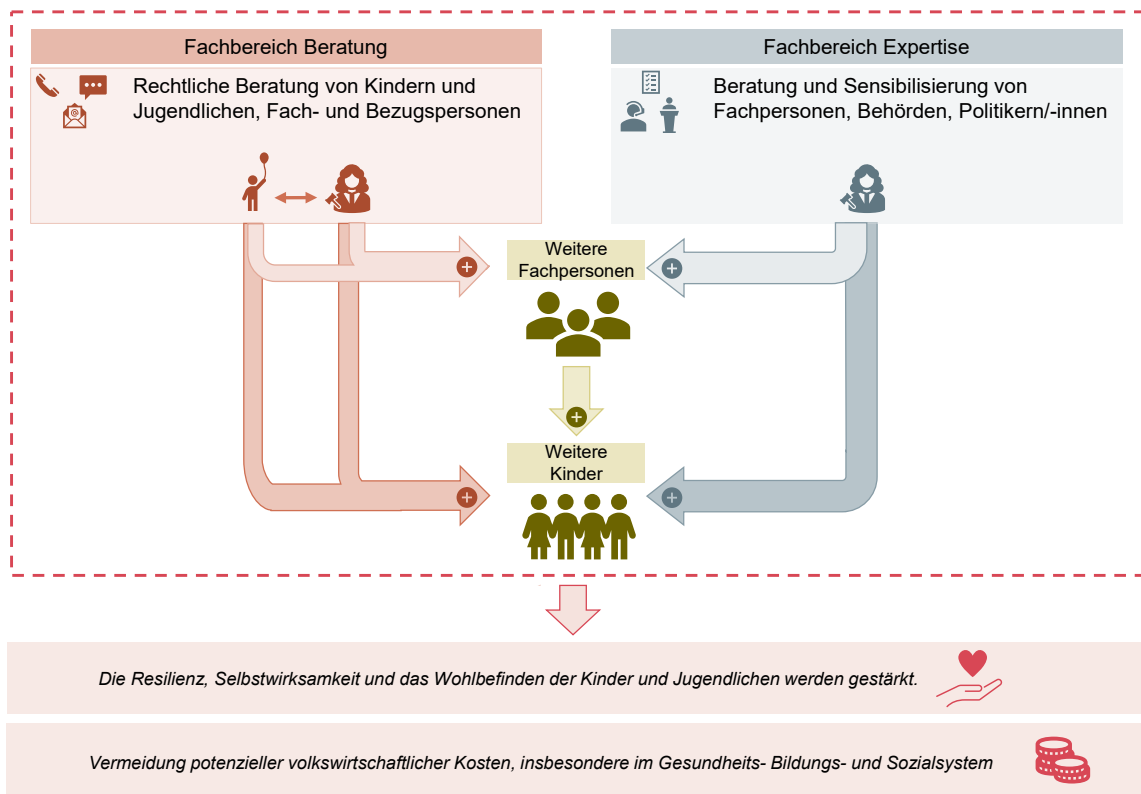 Fachbereich Beratung
Rechtliche Beratung von Kindern und
Jugendlichen, Fach- und Bezugspersonen
Fachbereich Expertise
Beratung und Sensibilisierung von
Fachpersonen, Behörden, Politikern/-innen
Weitere
Fachpersonen
Weitere
Kinder
Die Resilienz, Selbstwirksamkeit und das Wohlbefinden der Kinder und Jugendlichen werden gestärkt.
Vermeidung potenzieller volkswirtschaftlicher Kosten, insbesondere im Gesundheits- Bildungs- und Sozialsystem